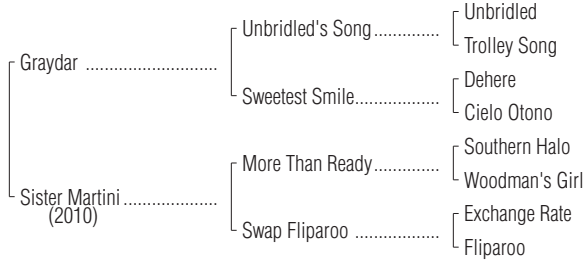 Unbridled
Unbridled's Song..............
Trolley Song
Graydar ............................
Dehere
Sweetest Smile..................
Cielo Otono
Southern Halo
More Than Ready..............
Woodman's Girl
Sister Martini....................
(2010)
Exchange Rate
Swap Fliparoo ..................
Fliparoo